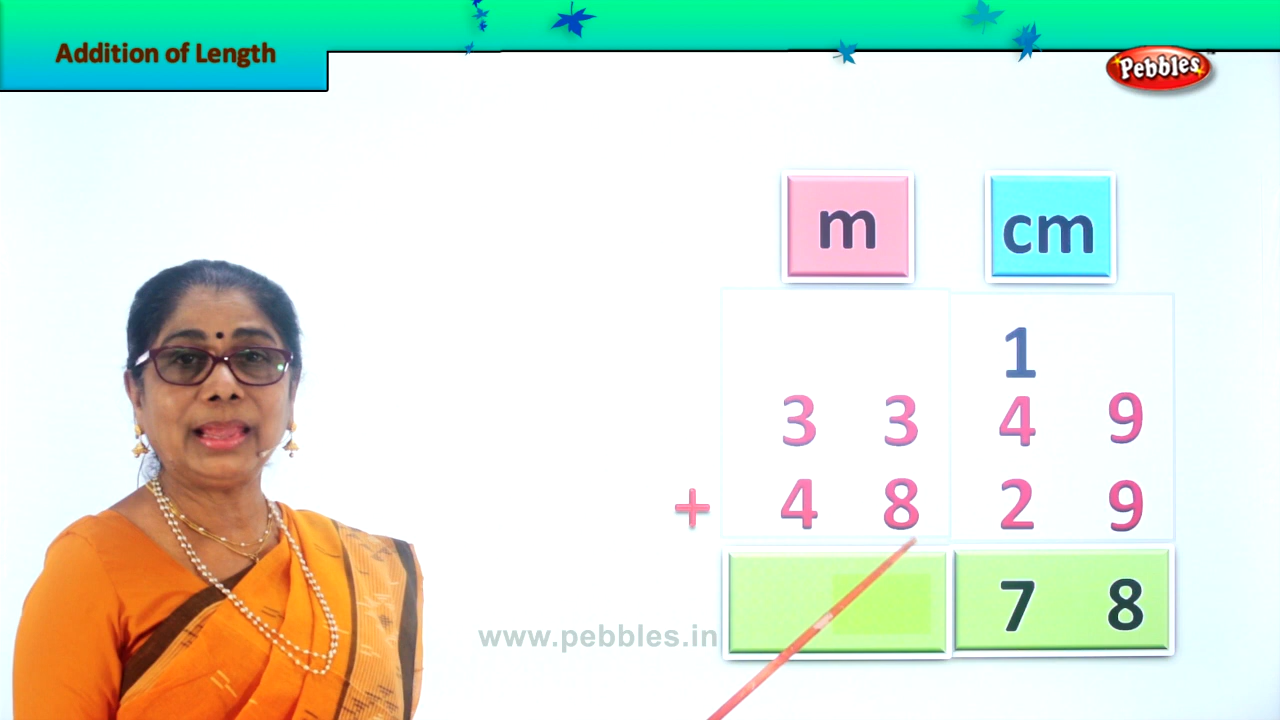 Addition of Length
Pebbles
m cm
1
3 3 4 9
+ 4 8 2 9
7 8
www.pebbles.in